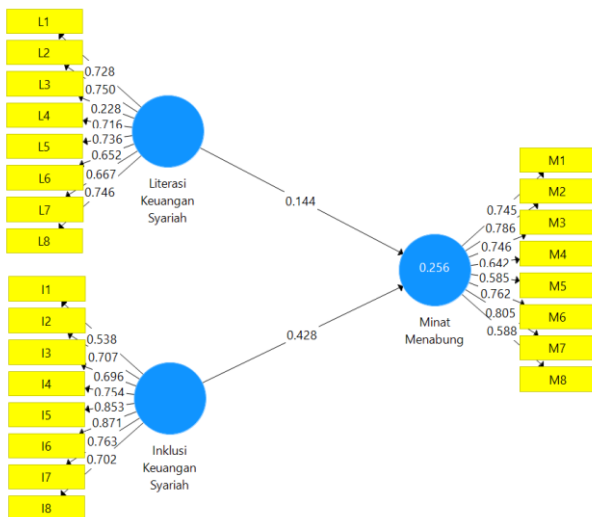 L1
L2
L3
L4
L5
L6
L7
L8
0.728
0.750
0.228
0.716
0.736
0.652
0.667
0.746
Literasi
Keuangan
Syariah
0.144
I1
I2
I3
I4
I5
I6
I7
I8
0.538
0.707
0.696
0.754
0.853
0.871
0.763
0.702
Inklusi
Keuangan
Syariah
0.428
0.256
Minat
Menabung
0.745
0.786
0.746
0.642
0.585
0.762
0.805
0.588
M1
M2
M3
M4
M5
M6
M7
M8